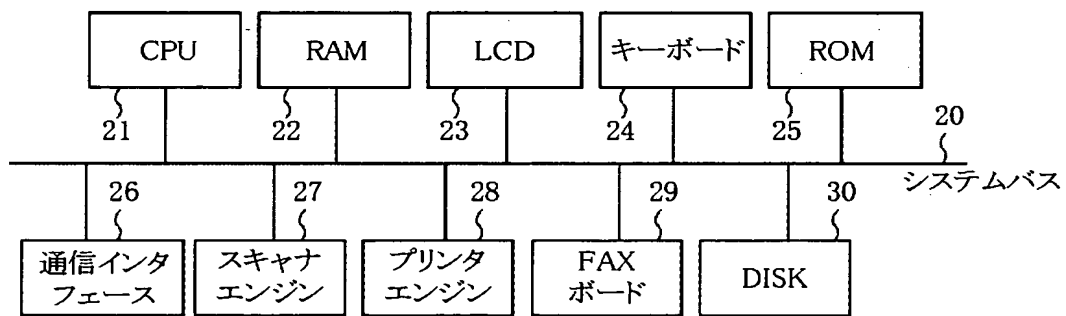 CPU
RAM
LCD
キーボード
ROM
21
22
23
24
25
20
システムバス
26
27
28
29
30
通信インタ
フェース
スキャナ
エンジン
プリンタ
エンジン
FAX
ボード
DISK